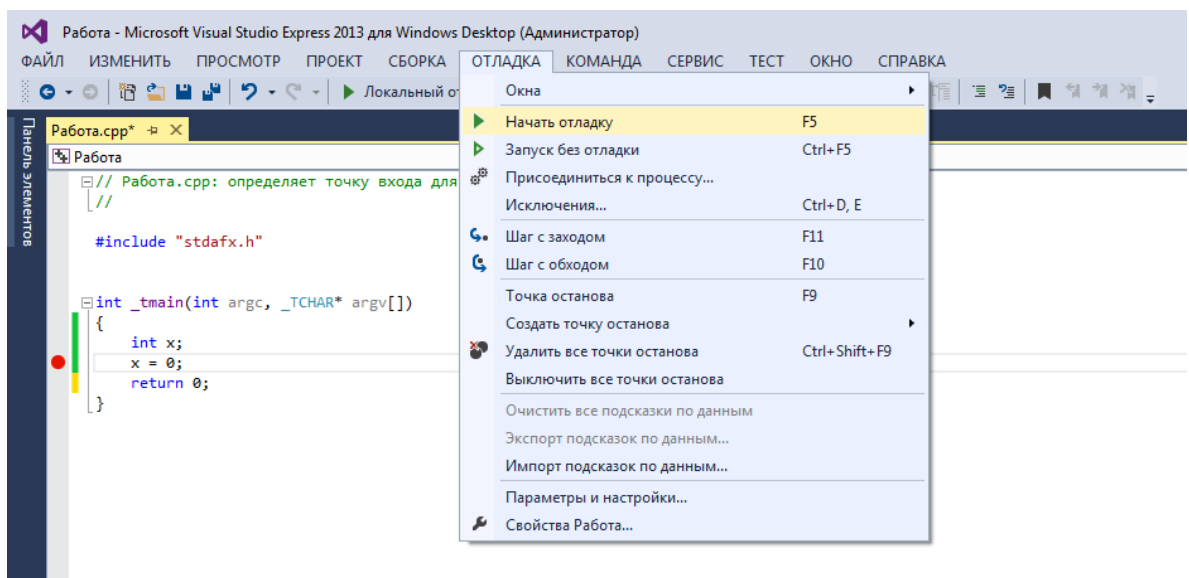 Работа - Microsoft Visual Studio Express 2013 для Windows Desktop (Администратор)
ФАЙЛ ИЗМЕНИТЬ ПРОСМОТР ПРОЕКТ СБОРКА ОТЛАДКА КОМАНДА СЕРВИС ТЕСТ ОКНО СПРАВКА
Локальный о
Панель элементов
Работа.cpp*
Работа
// Работа.cpp: определяет точку входа для
//
#include "stdafx.h"
int _tmain(int argc, _TCHAR* argv[])
{
int x;
x = 0;
return 0;
}
Окна
Начать отладку F5
Запуск без отладки Ctrl+F5
Присоединиться к процессу...
Исключения... Ctrl+D, E
Шаг с заходом F11
Шаг с обходом F10
Точка останова F9
Создать точку останова
Удалить все точки останова Ctrl+Shift+F9
Выключить все точки останова
Очистить все подсказки по данным
Экспорт подсказок по данным...
Импорт подсказок по данным...
Параметры и настройки...
Свойства Работа...